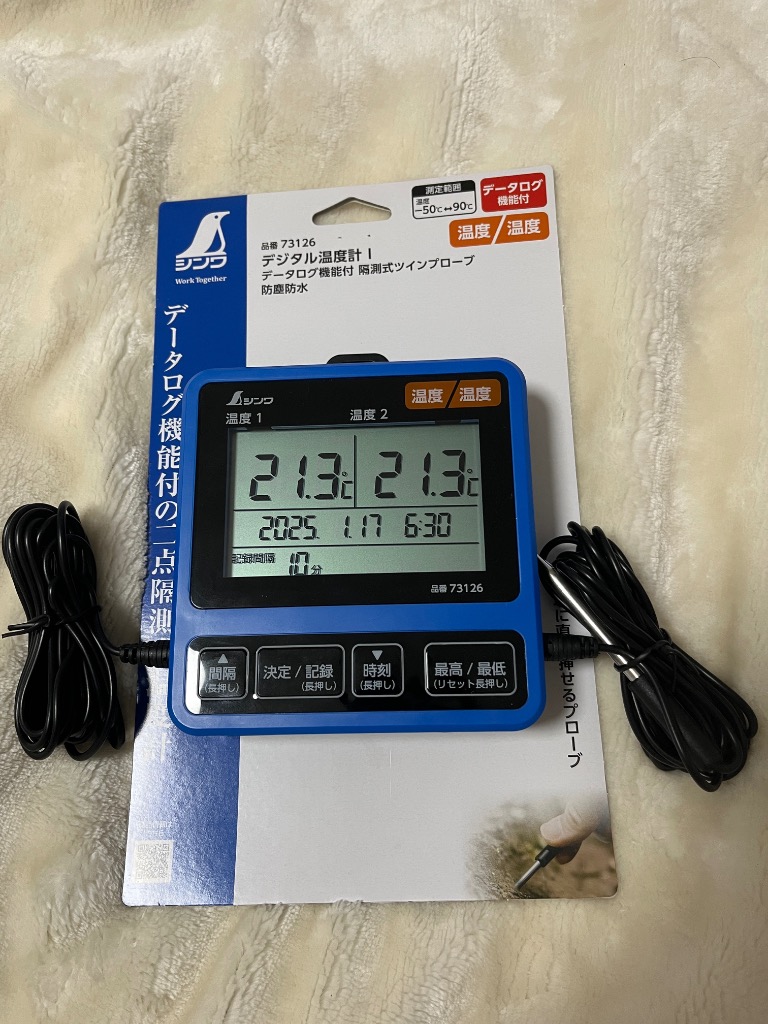 シンワ
Work Together
データログ機能付の二点隔測
品番 73126
デジタル温度計 I
データログ機能付 隔測式ツインプローブ
防塵防水
測定範囲
温度
−50℃↔90℃
データログ
機能付
温度/温度
シンワ
温度/温度
温度 1 温度 2
21.3℃ 21.3℃
2025. 1.17 6:30
記録間隔 10分
品番 73126
▲
間隔
(長押し)
決定 / 記録
(長押し)
▼
時刻
(長押し)
最高 / 最低
(リセット長押し)
に直
押せるプローブ